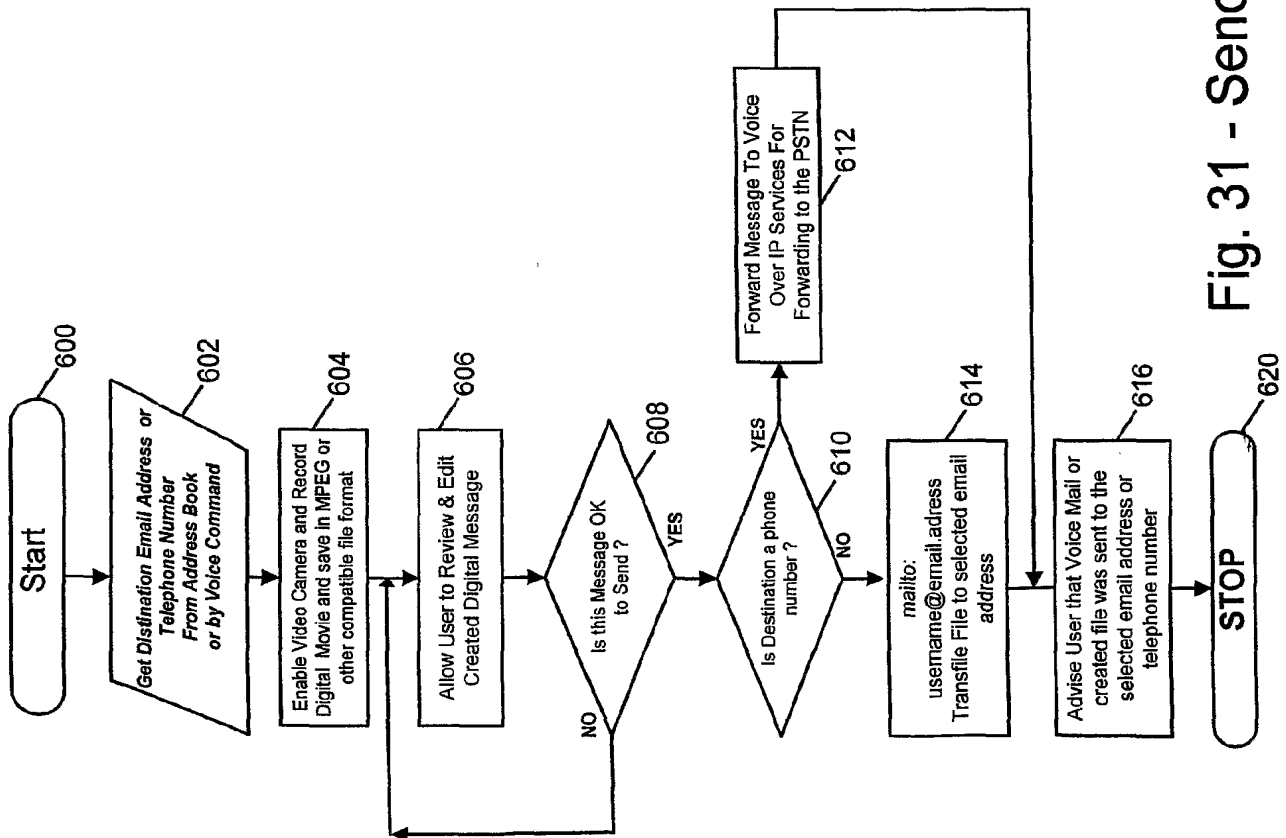 Start
600
Get Distination Email Address or
Telephone Number
From Address Book
or by Voice Command
602
Enable Video Camera and Record
Digital Movie and save in MPEG or
other compatible file format
604
Allow User to Review & Edit
Created Digital Message
606
Is this Message OK
to Send ?
608
NO
YES
Is Destination a phone
number ?
610
YES
NO
Forward Message To Voice
Over IP Services For
Forwarding to the PSTN
612
mailto:
username@email.adress
Transfile File to selected email
address
614
Advise User that Voice Mail or
created file was sent to the
selected email address or
telephone number
616
STOP
620
Fig. 31 - Send